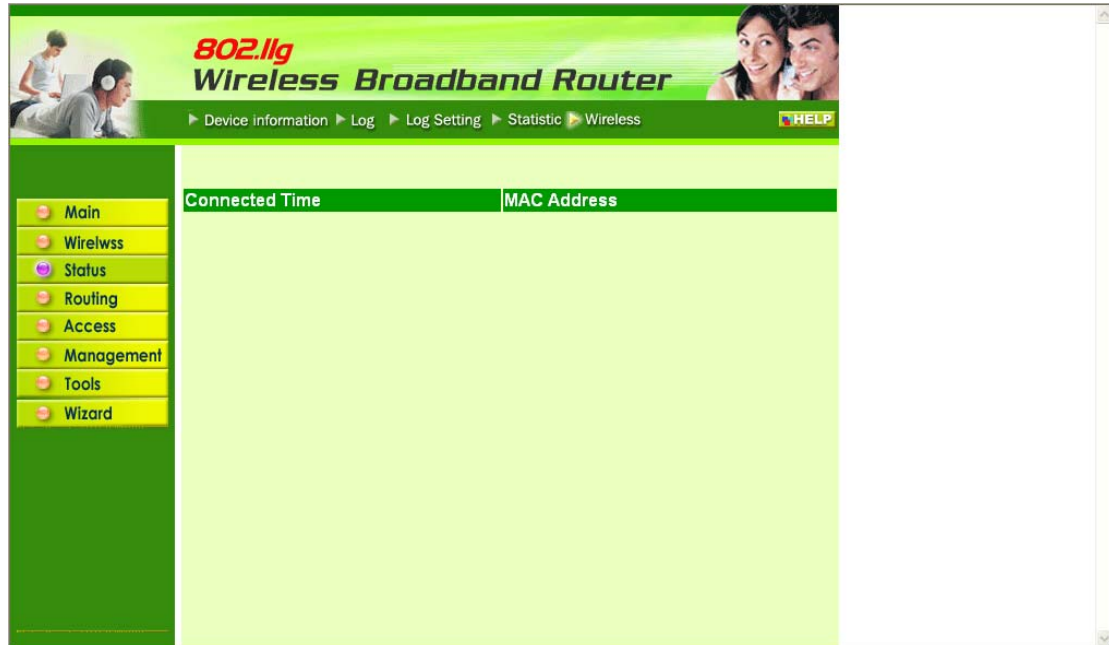 802.11g
Wireless Broadband Router
Device information Log Log Setting Statistic Wireless
HELP
Connected Time MAC Address
Main
Wirelwss
Status
Routing
Access
Management
Tools
Wizard